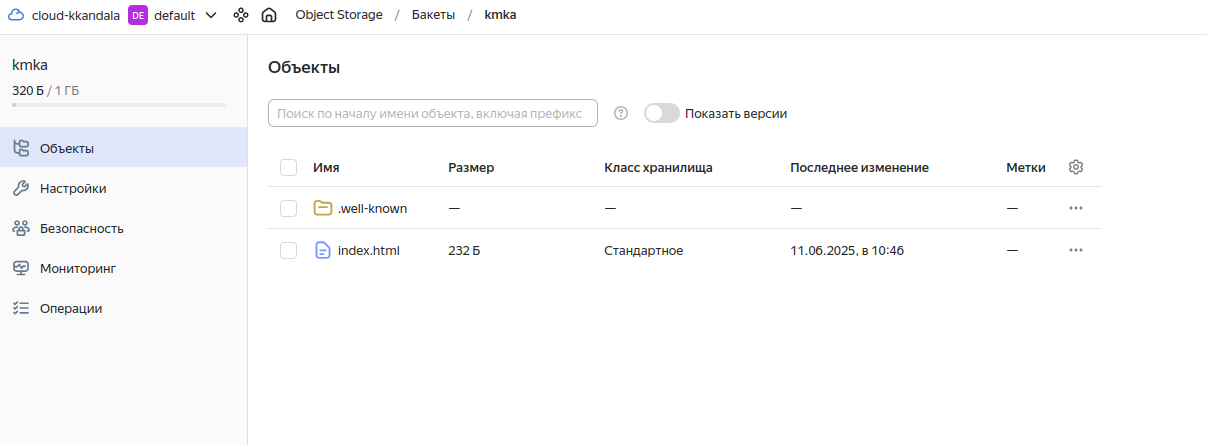 cloud-kkandala DE default Object Storage / Бакеты / kmka
kmka
320 Б / 1 ГБ
Объекты
Настройки
Безопасность
Мониторинг
Операции
Объекты
Поиск по началу имени объекта, включая префикс ? Показать версии
Имя Размер Класс хранилища Последнее изменение Метки
.well-known — — — —
index.html 232 Б Стандартное 11.06.2025, в 10:46 —